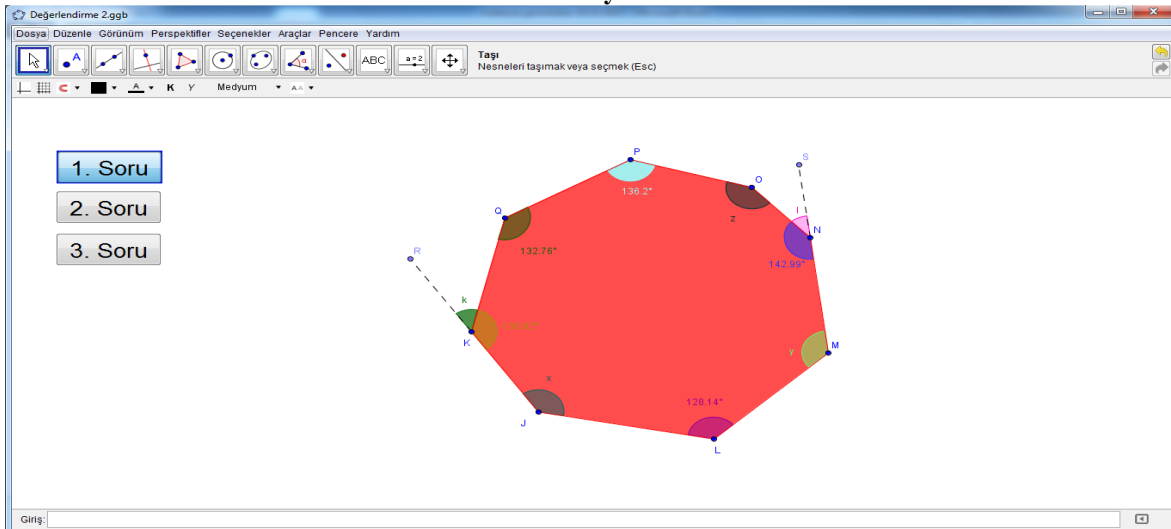 y
Değerlendirme 2.ggb
Dosya Düzenle Görünüm Perspektifler Seçenekler Araçlar Pencere Yardım
A α ABC a = 2
Taşı
Nesneleri taşımak veya seçmek (Esc)
A K Y Medyum AA
1. Soru
2. Soru
3. Soru
P
136.2°
O
z
S
l
N
142.99°
Q
132.76°
R
k
K
M
y
x
J
128.14°
L
Giriş: